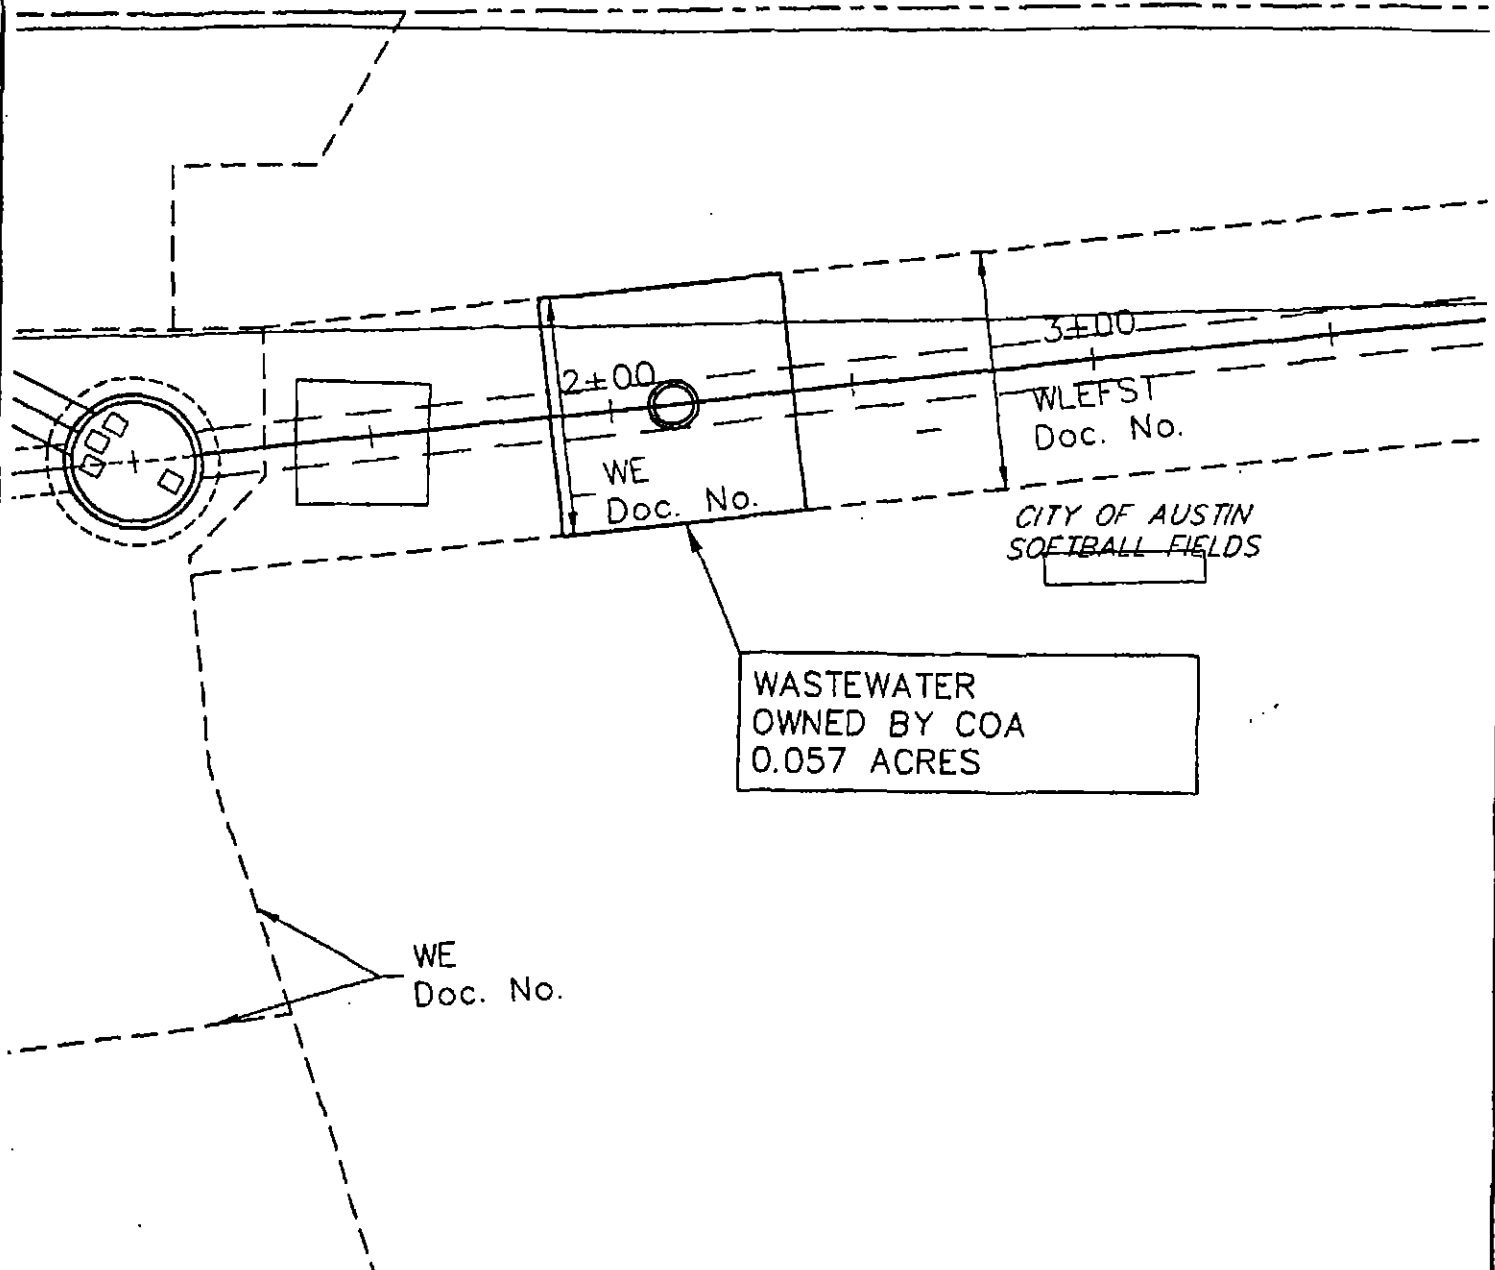 3+00
2+00
WLEFST
Doc. No.
WE
Doc. No.
CITY OF AUSTIN
SOFTBALL FIELDS
WASTEWATER
OWNED BY COA
0.057 ACRES
WE
Doc. No.